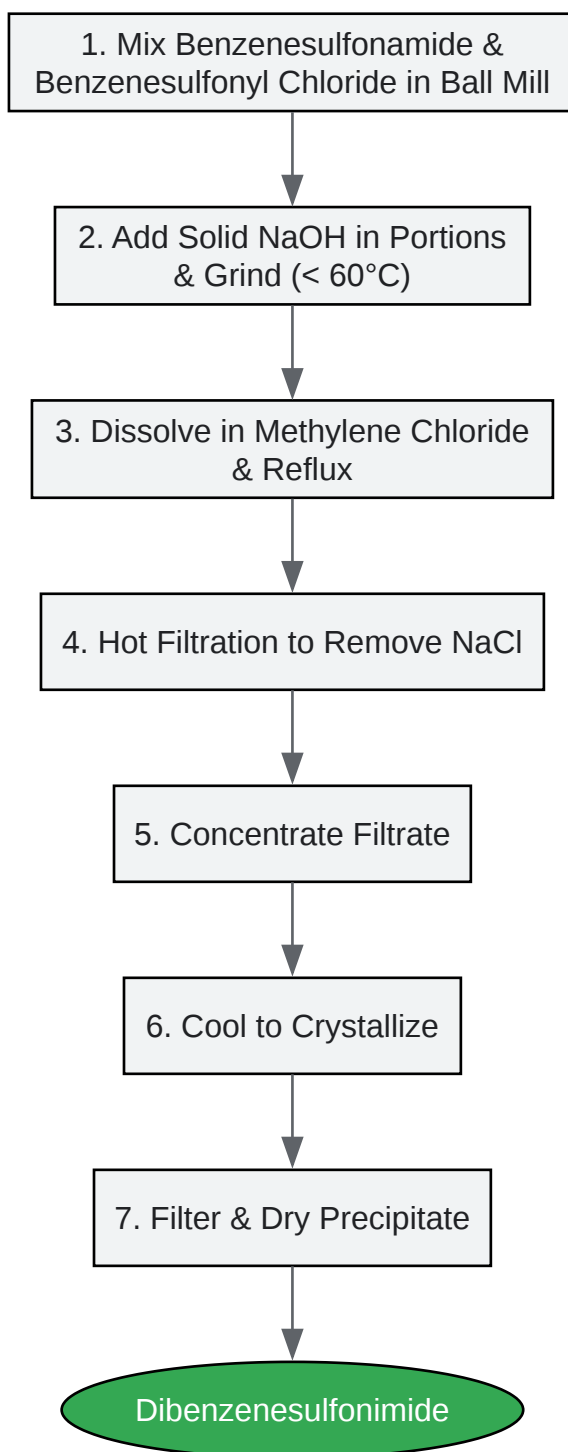 1. Mix Benzenesulfonamide &
Benzenesulfonyl Chloride in Ball Mill
2. Add Solid NaOH in Portions
& Grind (< 60°C)
3. Dissolve in Methylene Chloride
& Reflux
4. Hot Filtration to Remove NaCl
5. Concentrate Filtrate
6. Cool to Crystallize
7. Filter & Dry Precipitate
Dibenzenesulfonimide